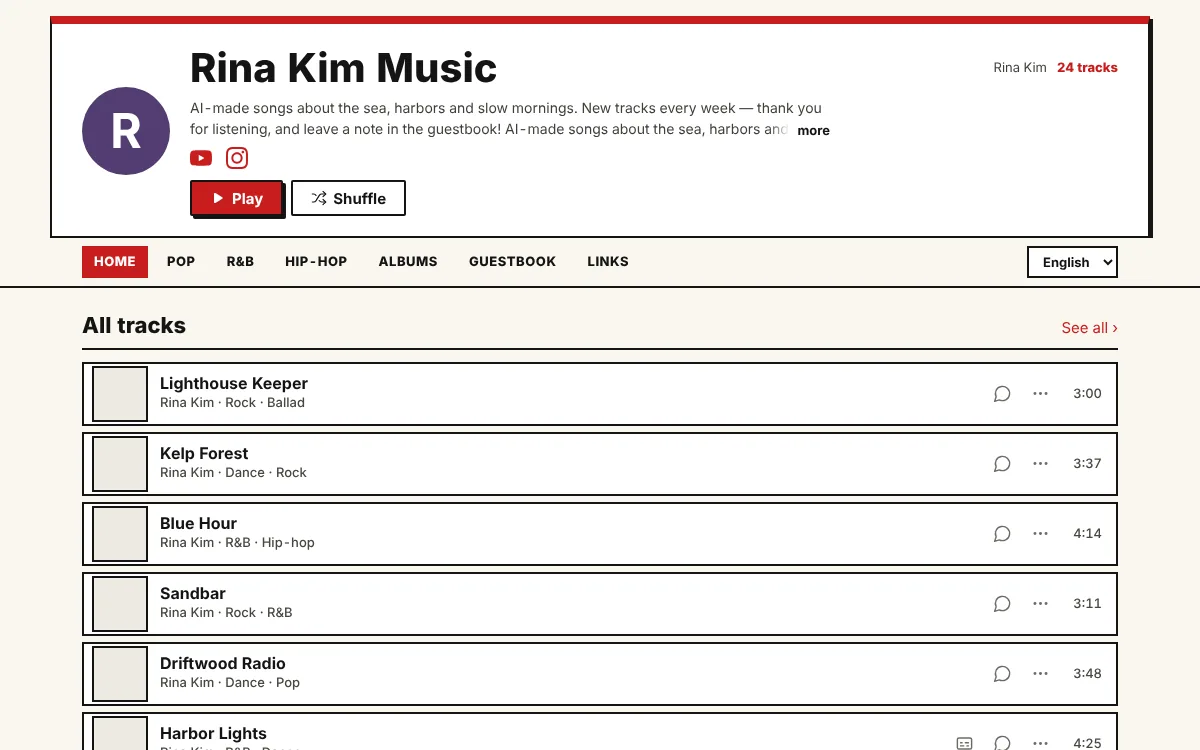 Rina Kim Music
Rina Kim 24 tracks
R
AI-made songs about the sea, harbors and slow mornings. New tracks every week — thank you
for listening, and leave a note in the guestbook! AI-made songs about the sea, harbors and more
Play
Shuffle
HOME POP R&B HIP-HOP ALBUMS GUESTBOOK LINKS
English
All tracks
See all ›
Lighthouse Keeper
Rina Kim · Rock · Ballad
3:00
Kelp Forest
Rina Kim · Dance · Rock
3:37
Blue Hour
Rina Kim · R&B · Hip-hop
4:14
Sandbar
Rina Kim · Rock · R&B
3:11
Driftwood Radio
Rina Kim · Dance · Pop
3:48
Harbor Lights
4:25